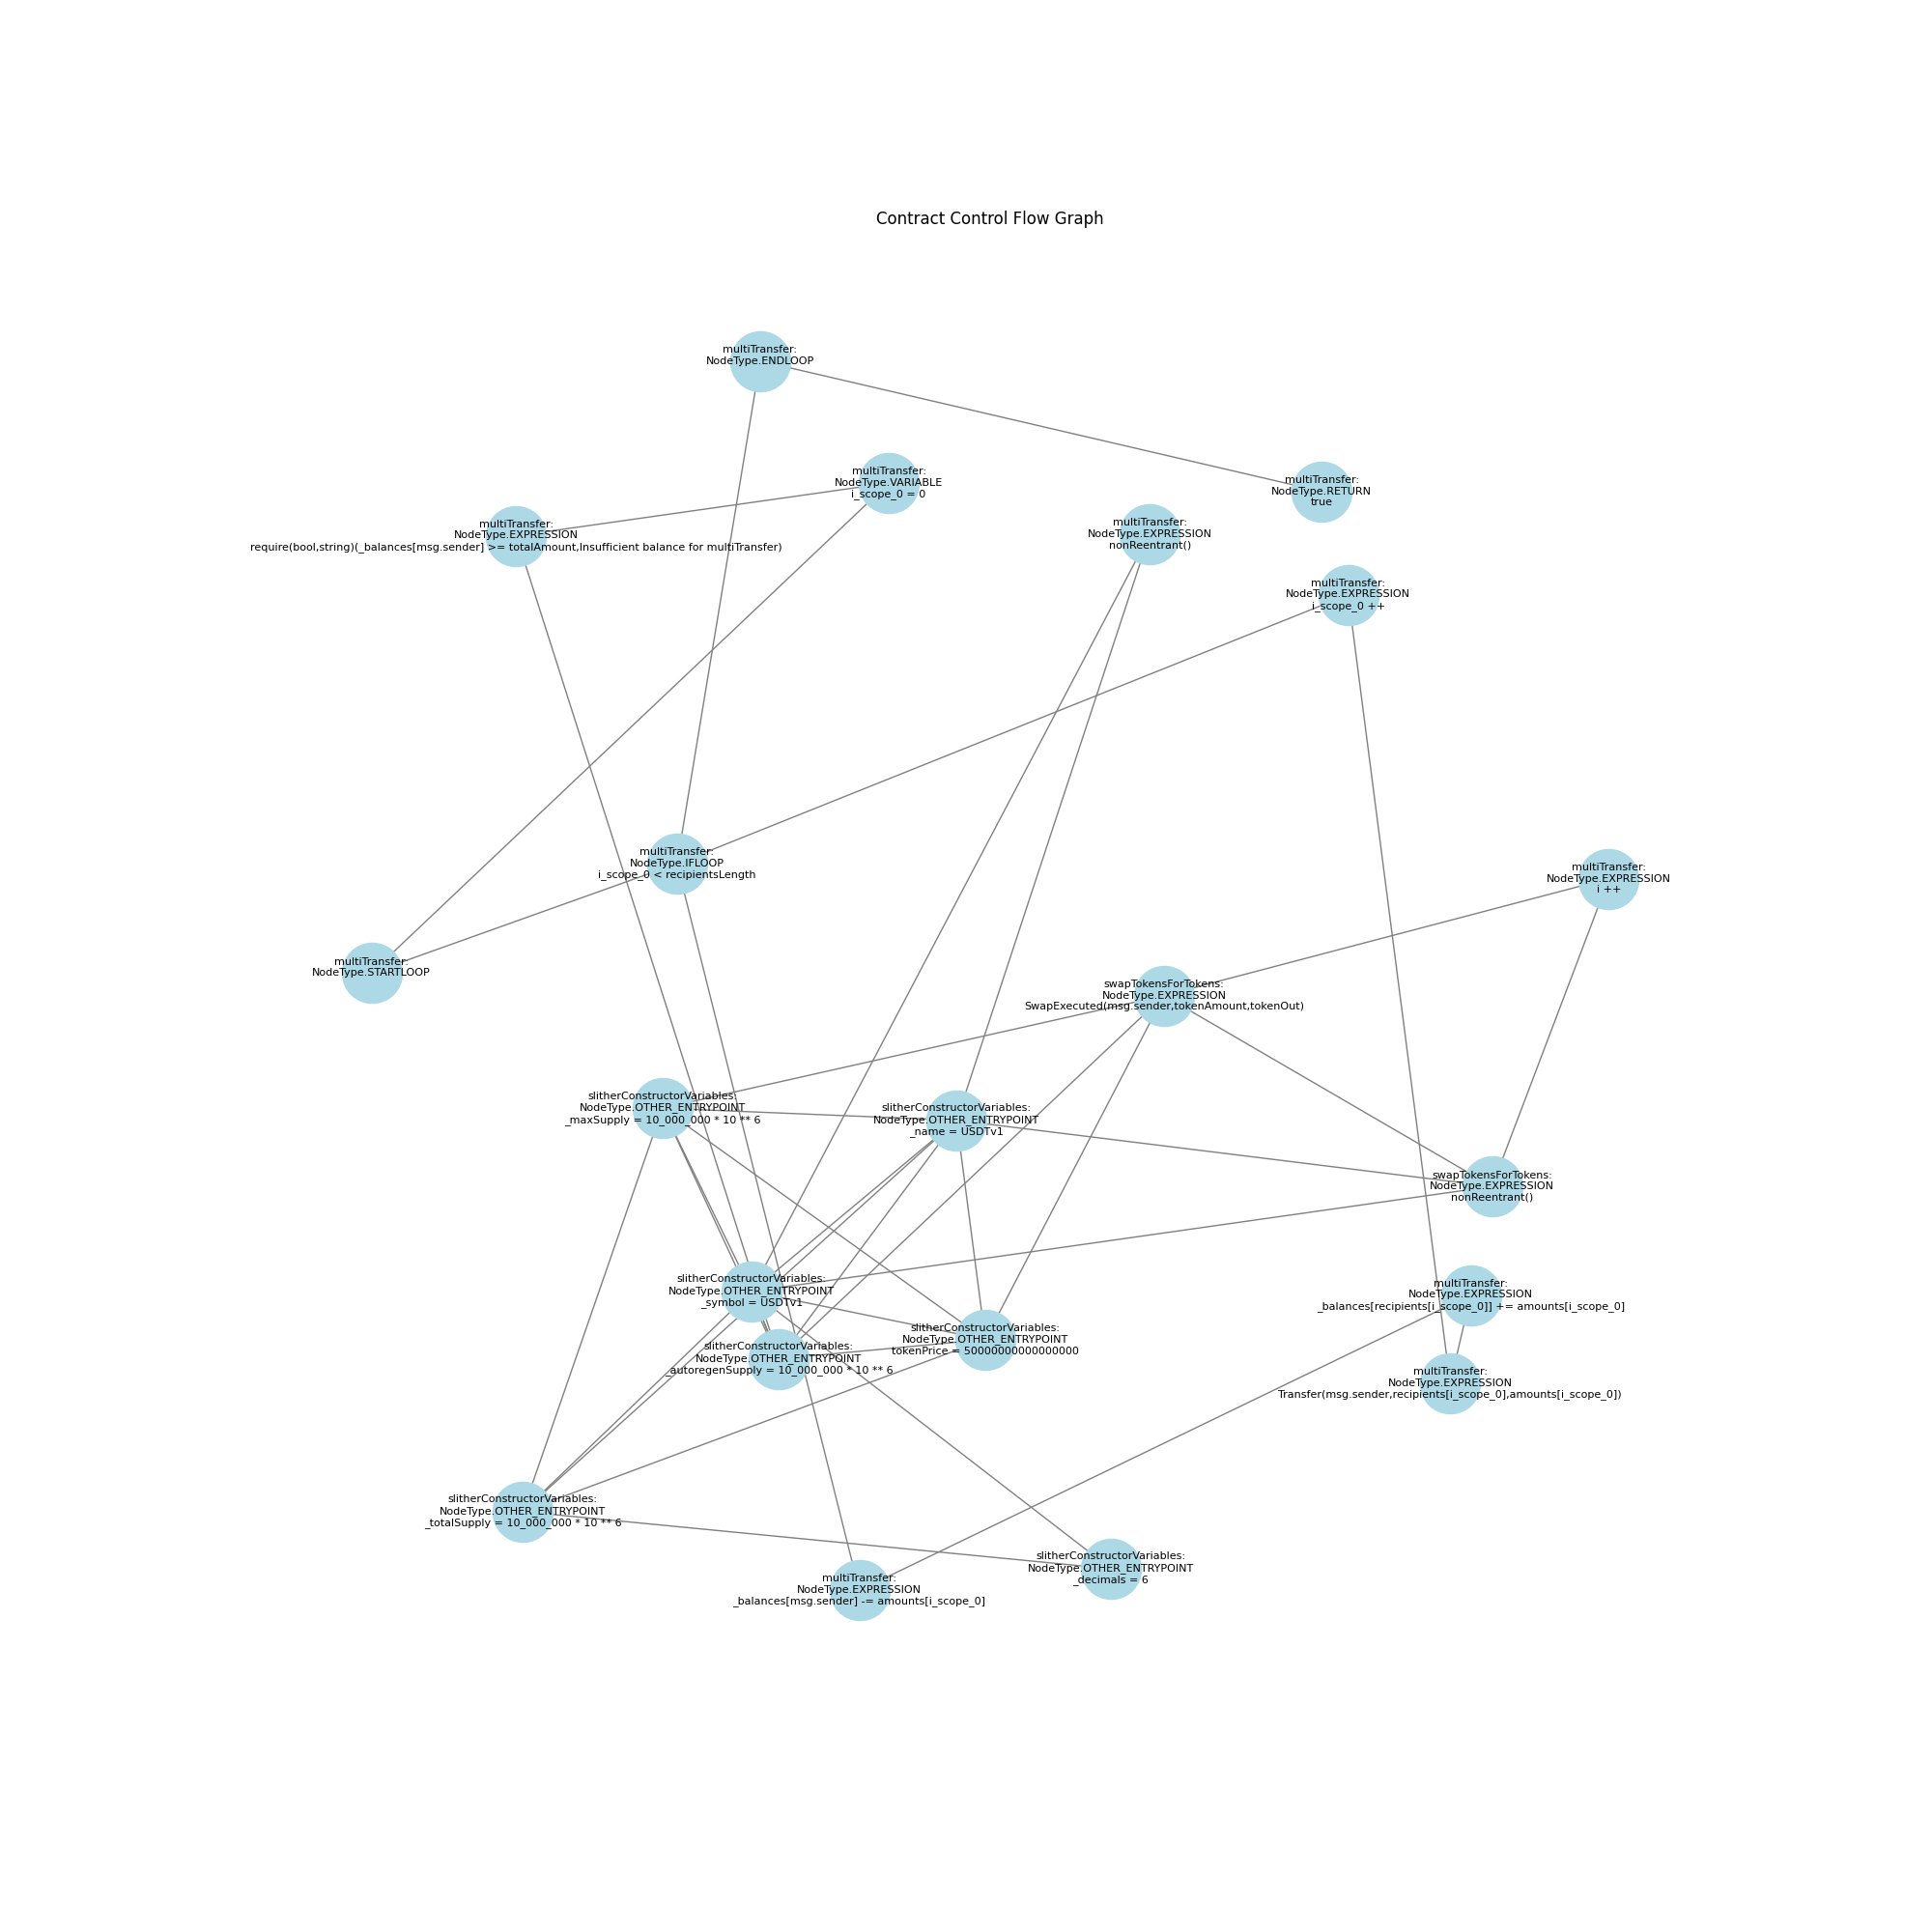 Contract Control Flow Graph
multiTransfer:
NodeType.ENDLOOP
multiTransfer:
NodeType.VARIABLE
i_scope_0 = 0
multiTransfer:
NodeType.RETURN
true
multiTransfer:
NodeType.EXPRESSION
require(bool,string)(_balances[msg.sender] >= totalAmount,Insufficient balance for multiTransfer)
multiTransfer:
NodeType.EXPRESSION
nonReentrant()
multiTransfer:
NodeType.EXPRESSION
i_scope_0 ++
multiTransfer:
NodeType.IFLOOP
i_scope_0 < recipientsLength
multiTransfer:
NodeType.EXPRESSION
i ++
multiTransfer:
NodeType.STARTLOOP
swapTokensForTokens:
NodeType.EXPRESSION
SwapExecuted(msg.sender,tokenAmount,tokenOut)
slitherConstructorVariables:
NodeType.OTHER_ENTRYPOINT
_maxSupply = 10_000_000 * 10 ** 6
slitherConstructorVariables:
NodeType.OTHER_ENTRYPOINT
_name = USDTv1
swapTokensForTokens:
NodeType.EXPRESSION
nonReentrant()
slitherConstructorVariables:
NodeType.OTHER_ENTRYPOINT
_symbol = USDTv1
multiTransfer:
NodeType.EXPRESSION
_balances[recipients[i_scope_0]] += amounts[i_scope_0]
slitherConstructorVariables:
NodeType.OTHER_ENTRYPOINT
tokenPrice = 50000000000000000
slitherConstructorVariables:
NodeType.OTHER_ENTRYPOINT
_autoregenSupply = 10_000_000 * 10 ** 6
multiTransfer:
NodeType.EXPRESSION
Transfer(msg.sender,recipients[i_scope_0],amounts[i_scope_0])
slitherConstructorVariables:
NodeType.OTHER_ENTRYPOINT
_totalSupply = 10_000_000 * 10 ** 6
slitherConstructorVariables:
NodeType.OTHER_ENTRYPOINT
_decimals = 6
multiTransfer:
NodeType.EXPRESSION
_balances[msg.sender] -= amounts[i_scope_0]